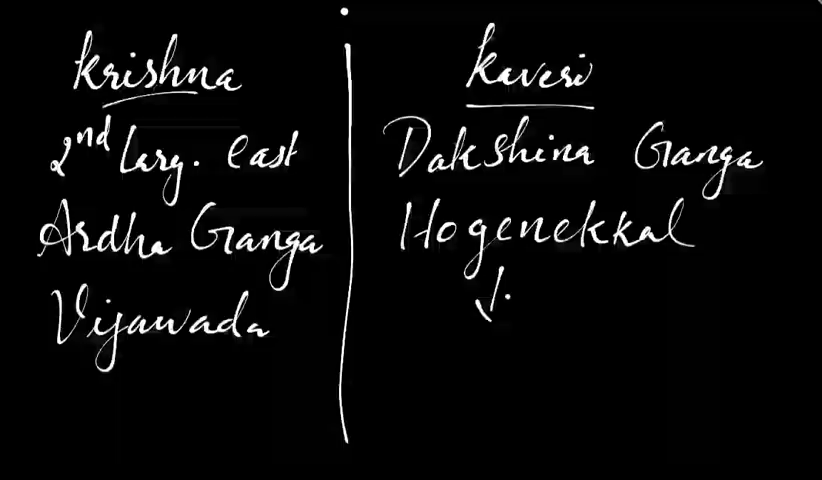 Krishna
2nd Larg. East
Ardha Ganga
Vijawada
Kaveri
Dakshina Ganga
Hogenekkal